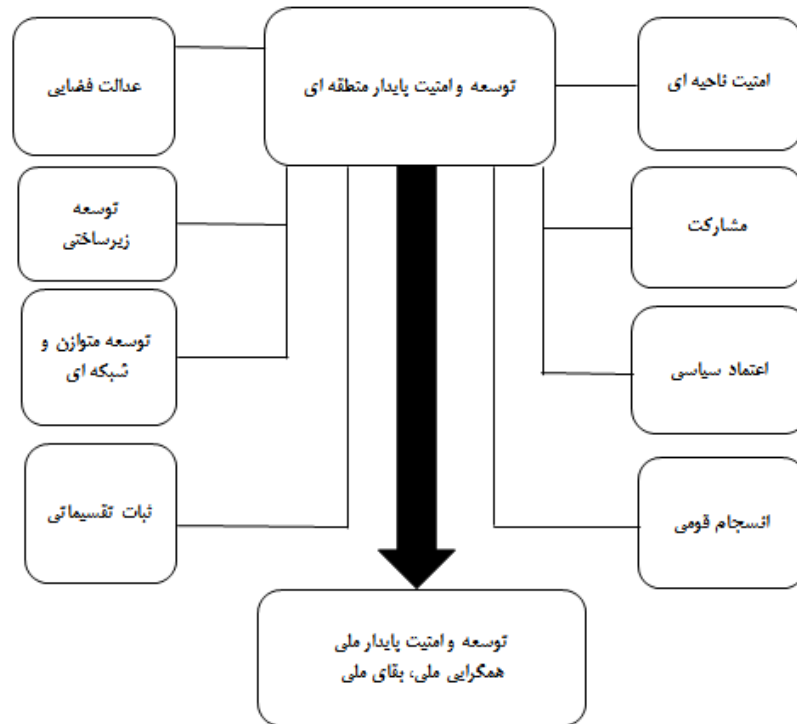 توسعه و امنیت پایدار منطقه ای
امنیت ناحیه ای
عدالت فضایی
مشارکت
توسعه
زیرساختی
اعتماد سیاسی
توسعه متوازن و
شبکه ای
انسجام قومی
ثبات تقسیماتی
توسعه و امنیت پایدار ملی
همگرایی ملی، بقای ملی